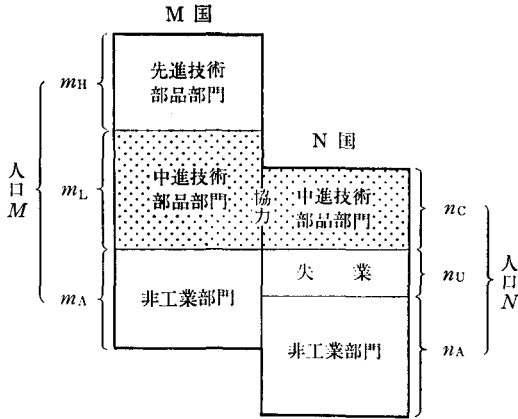 M 国
先進技術
部品部門
m_H
N 国
人口 M
m_L
中進技術
部品部門
協力
中進技術
部品部門
n_C
失 業
n_U
人口 N
m_A
非工業部門
非工業部門
n_A